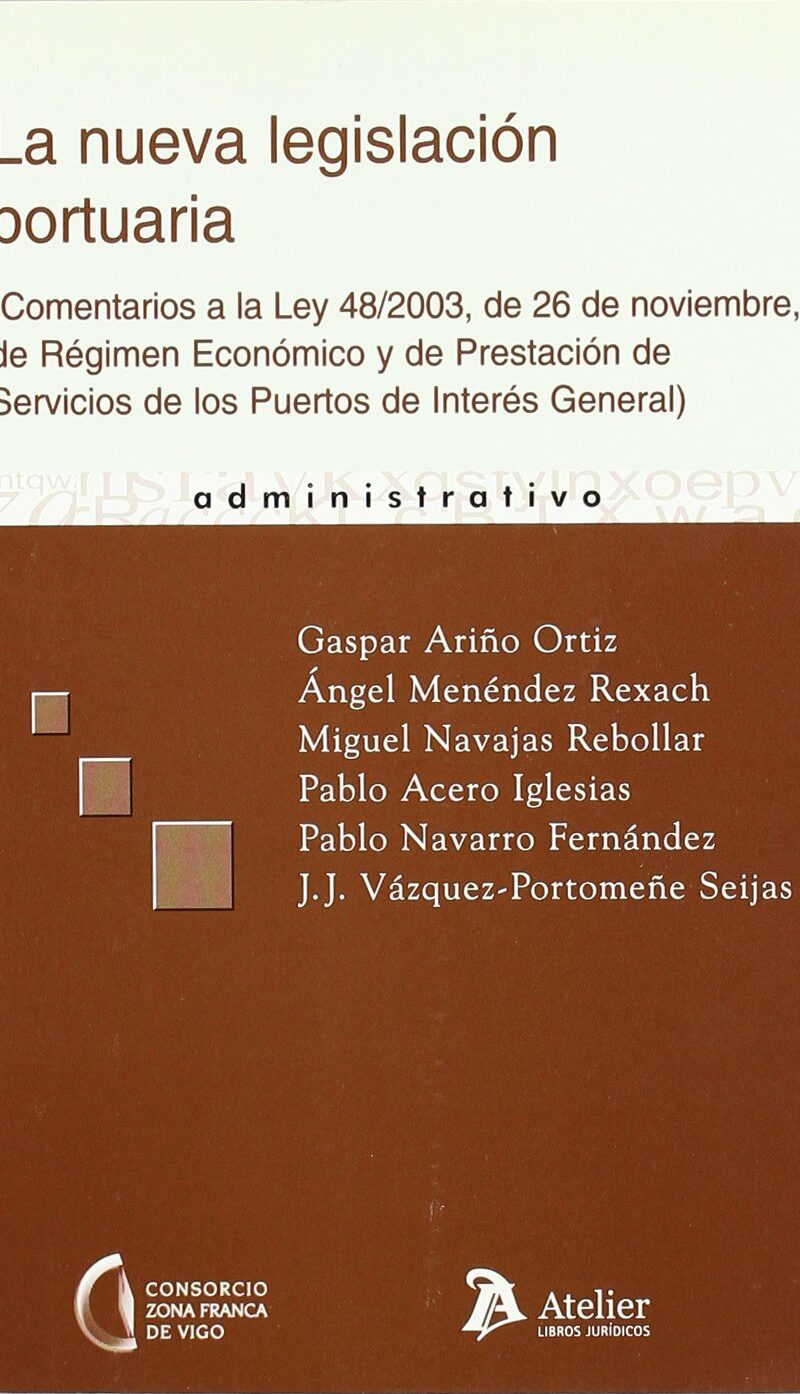 La nueva legislación
portuaria
(Comentarios a la Ley 48/2003, de 26 de noviembre,
de Régimen Económico y de Prestación de
Servicios de los Puertos de Interés General)
administrativo
Gaspar Ariño Ortiz
Ángel Menéndez Rexach
Miguel Navajas Rebollar
Pablo Acero Iglesias
Pablo Navarro Fernández
J.J. Vázquez-Portomeñe Seijas
CONSORCIO
ZONA FRANCA
DE VIGO
Atelier
LIBROS JURÍDICOS